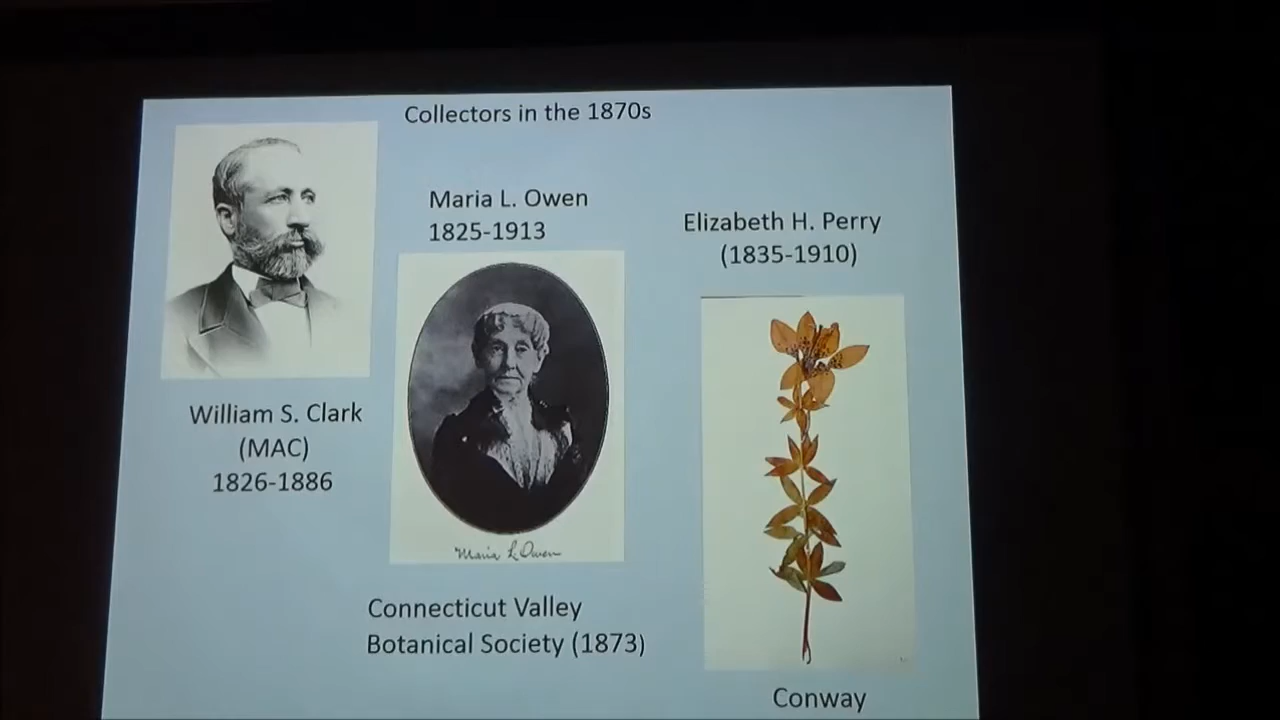 Collectors in the 1870s
William S. Clark
(MAC)
1826-1886
Maria L. Owen
1825-1913
Maria L. Owen
Connecticut Valley
Botanical Society (1873)
Elizabeth H. Perry
(1835-1910)
Conway